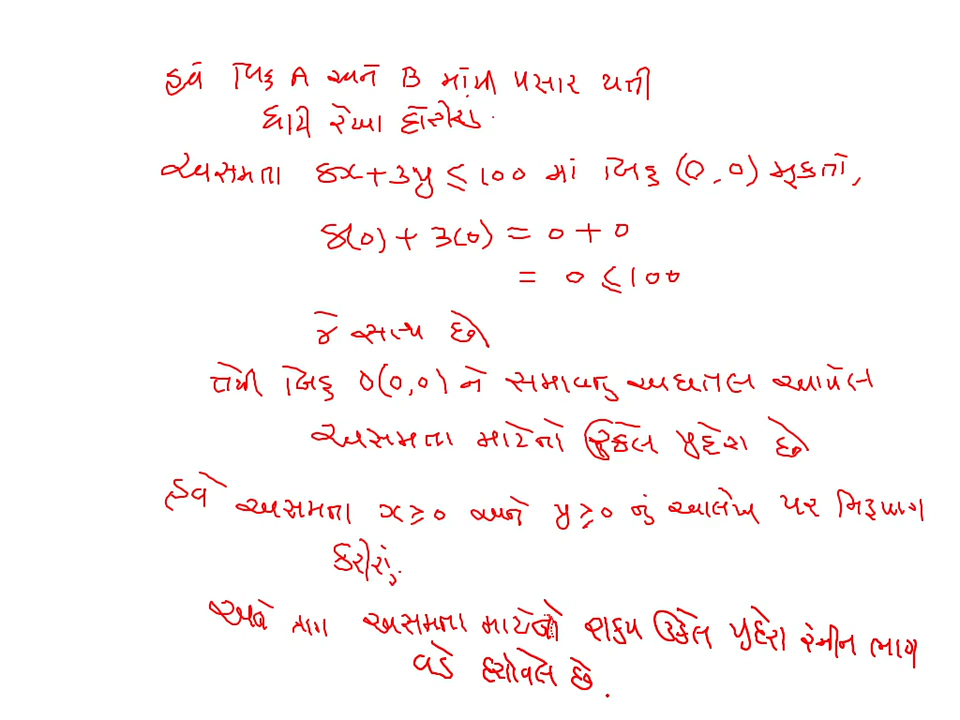 હવે બિંદુ A અને B માંથી પસાર થતી
ઘાટી રેખા દોરીશું.
અસમતા 8x + 3y ≤ 100 માં બિંદુ (0, 0) મૂકતાં,
8(0) + 3(0) = 0 + 0
= 0 ≤ 100
જે સત્ય છે
તેથી બિંદુ O(0,0) ને સમાવતુ અર્ધતલ આપેલ
અસમતા માટેનો ઉકેલ પ્રદેશ છે
હવે અસમતા x ≥ 0 અને y ≥ 0 નું આલેખ પર નિરૂપણ
કરીશું.
અને ત્રણ અસમતા માટેનો શક્ય ઉકેલ પ્રદેશ રંગીન ભાગ
વડે દર્શાવેલ છે.